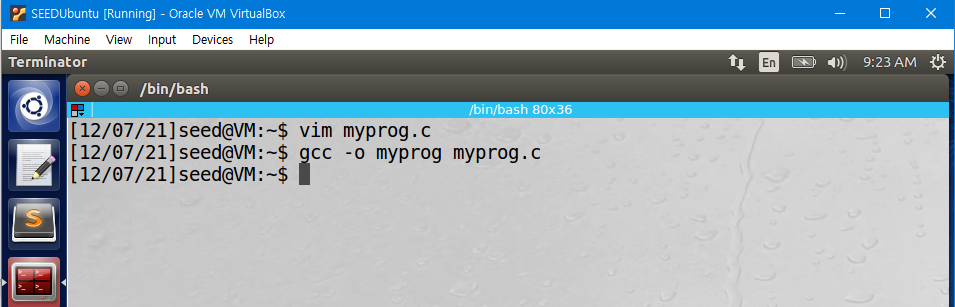 SEEDUbuntu [Running] - Oracle VM VirtualBox
File Machine View Input Devices Help
Terminator En 9:23 AM
/bin/bash
/bin/bash 80x36
[12/07/21]seed@VM:~$ vim myprog.c
[12/07/21]seed@VM:~$ gcc -o myprog myprog.c
[12/07/21]seed@VM:~$